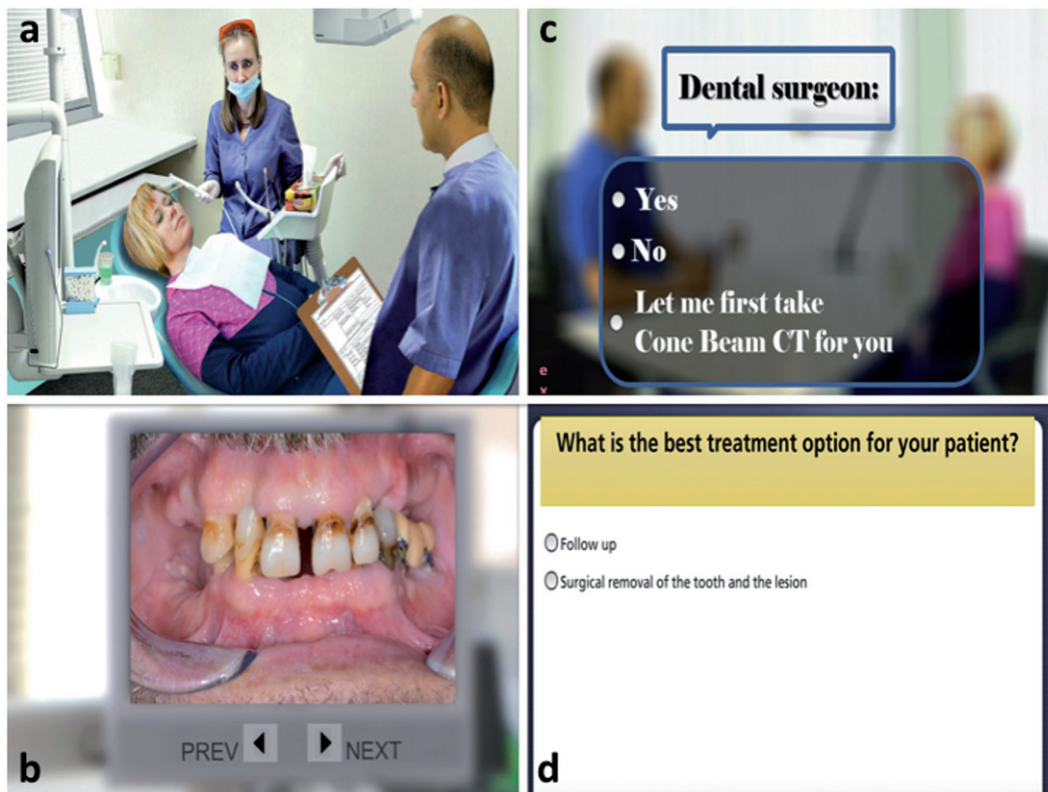 a
c
Dental surgeon:
Yes
No
Let me first take
Cone Beam CT for you
e
x
b
PREV
NEXT
d
What is the best treatment option for your patient?
Follow up
Surgical removal of the tooth and the lesion